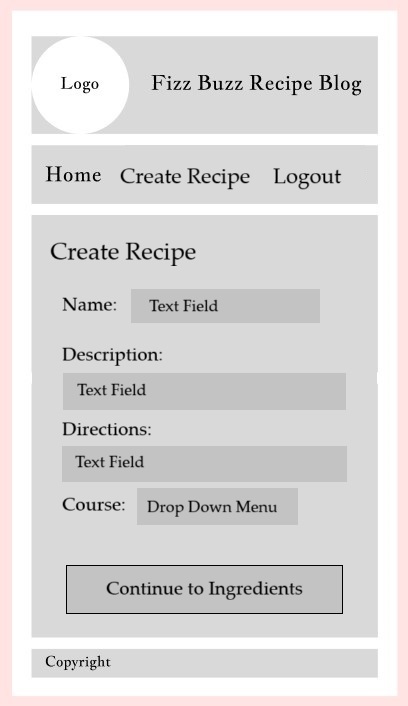 Logo
Fizz Buzz Recipe Blog
Home Create Recipe Logout
Create Recipe
Name: Text Field
Description:
Text Field
Directions:
Text Field
Course: Drop Down Menu
Continue to Ingredients
Copyright